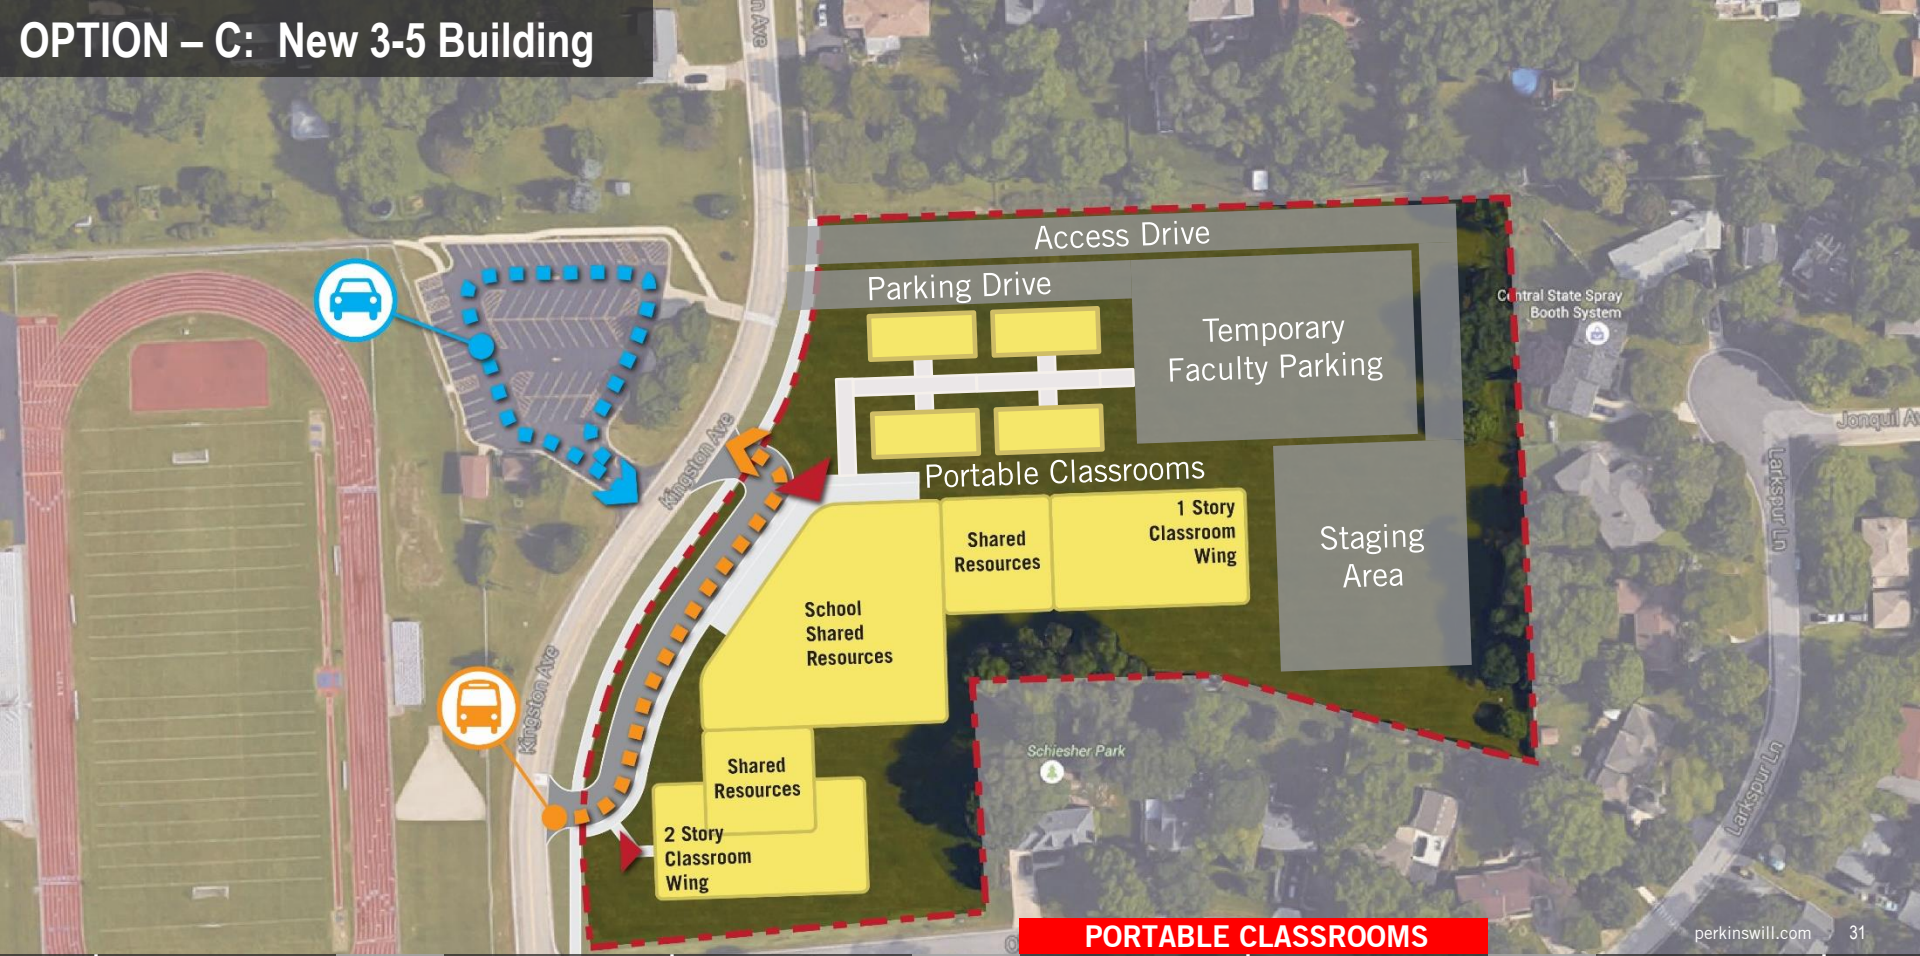 OPTION – C:  New 3-5 Building
Access Drive
Parking Drive
Temporary
Faculty Parking
Central State Spray
Booth System
Jonquil
Larkspur Ln
Kingston Ave
Portable Classrooms
1 Story
Classroom
Wing
Shared
Resources
Staging
Area
School
Shared
Resources
Kingston Ave
Schiesher Park
Shared
Resources
2 Story
Classroom
Wing
Larkspur Ln
PORTABLE CLASSROOMS
perkinswill.com
31